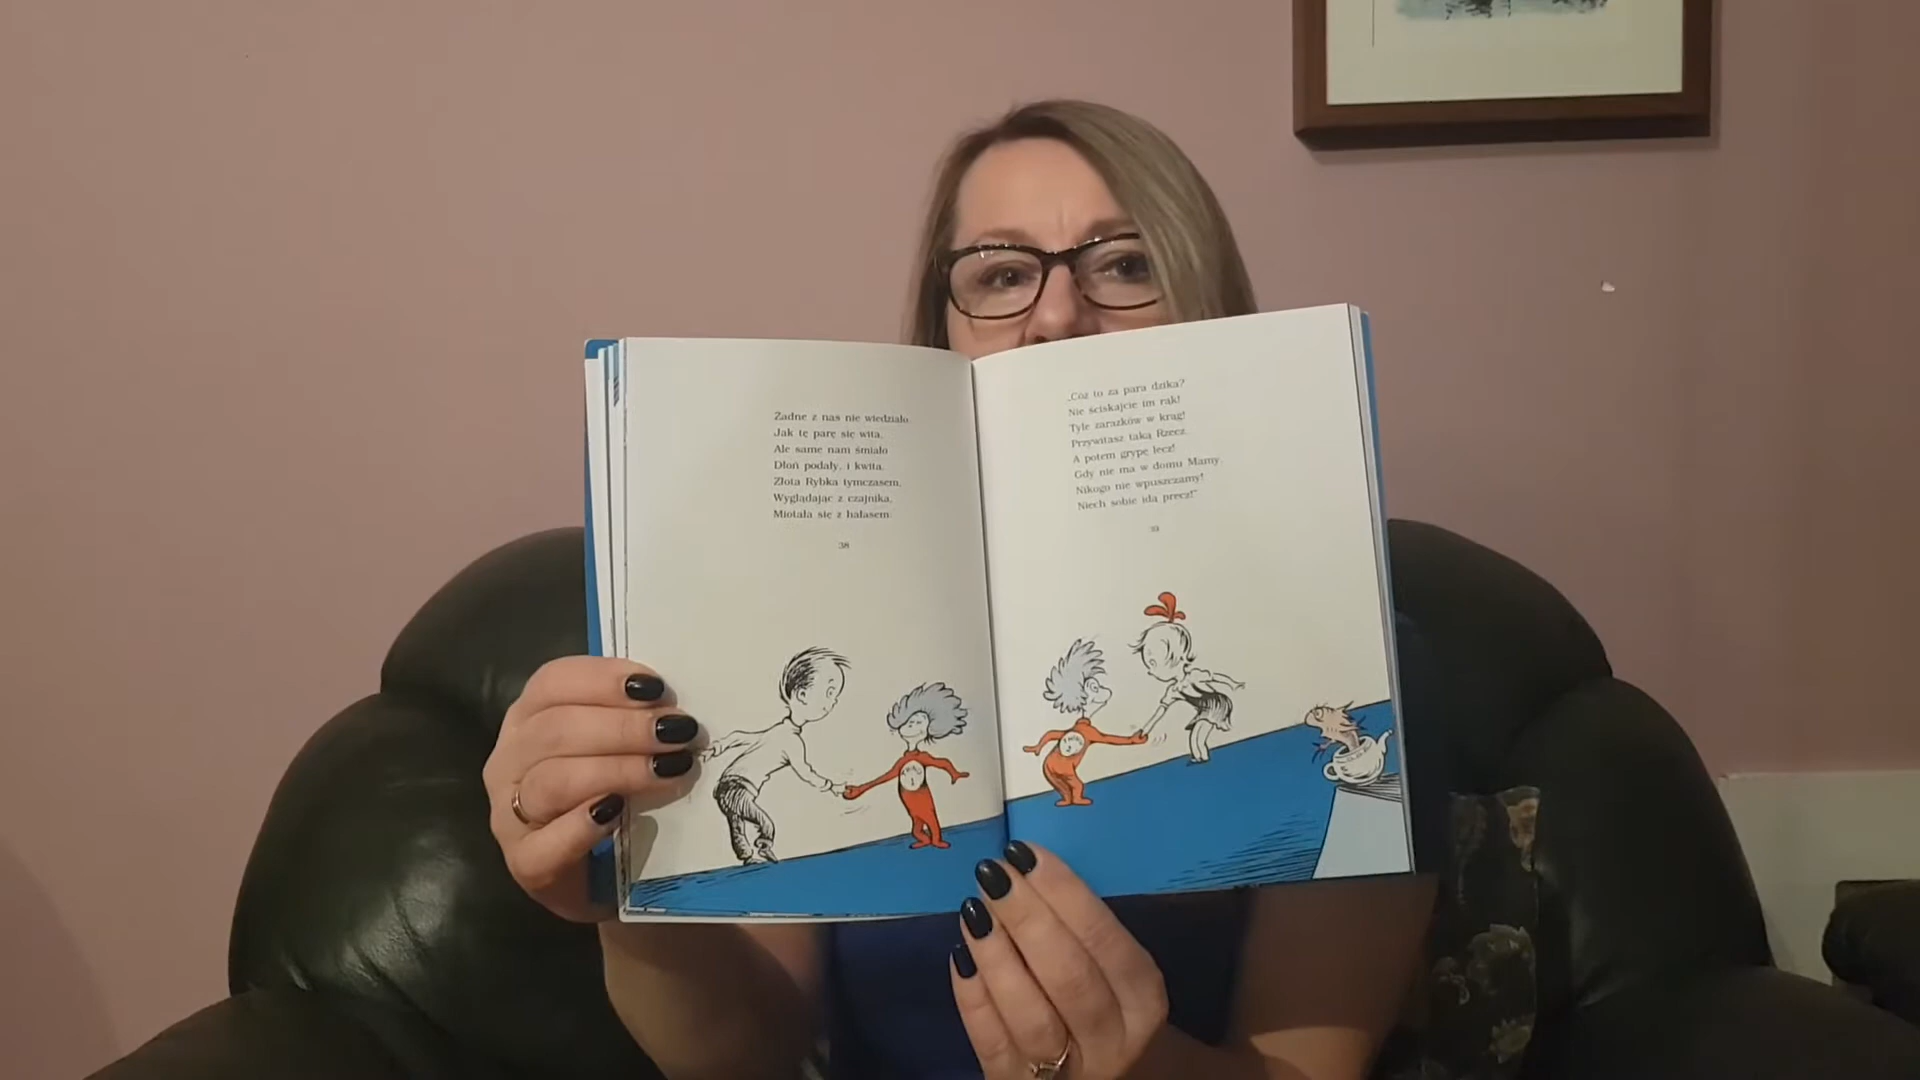 Żadne z nas nie wiedziało,
Jak tę parę się wita,
Ale same nam śmiało
Dłoń podały, i kwita.
Złota Rybka tymczasem,
Wyglądając z czajnika,
Miotała się z hałasem:
38
„Cóż to za para dzika?
Nie ściskajcie im rąk!
Tyle zarazków w krąg!
Przywitasz taką Rzecz,
A potem grypę lecz!
Gdy nie ma w domu Mamy,
Nikogo nie wpuszczamy!
Niech sobie idą precz!”
39